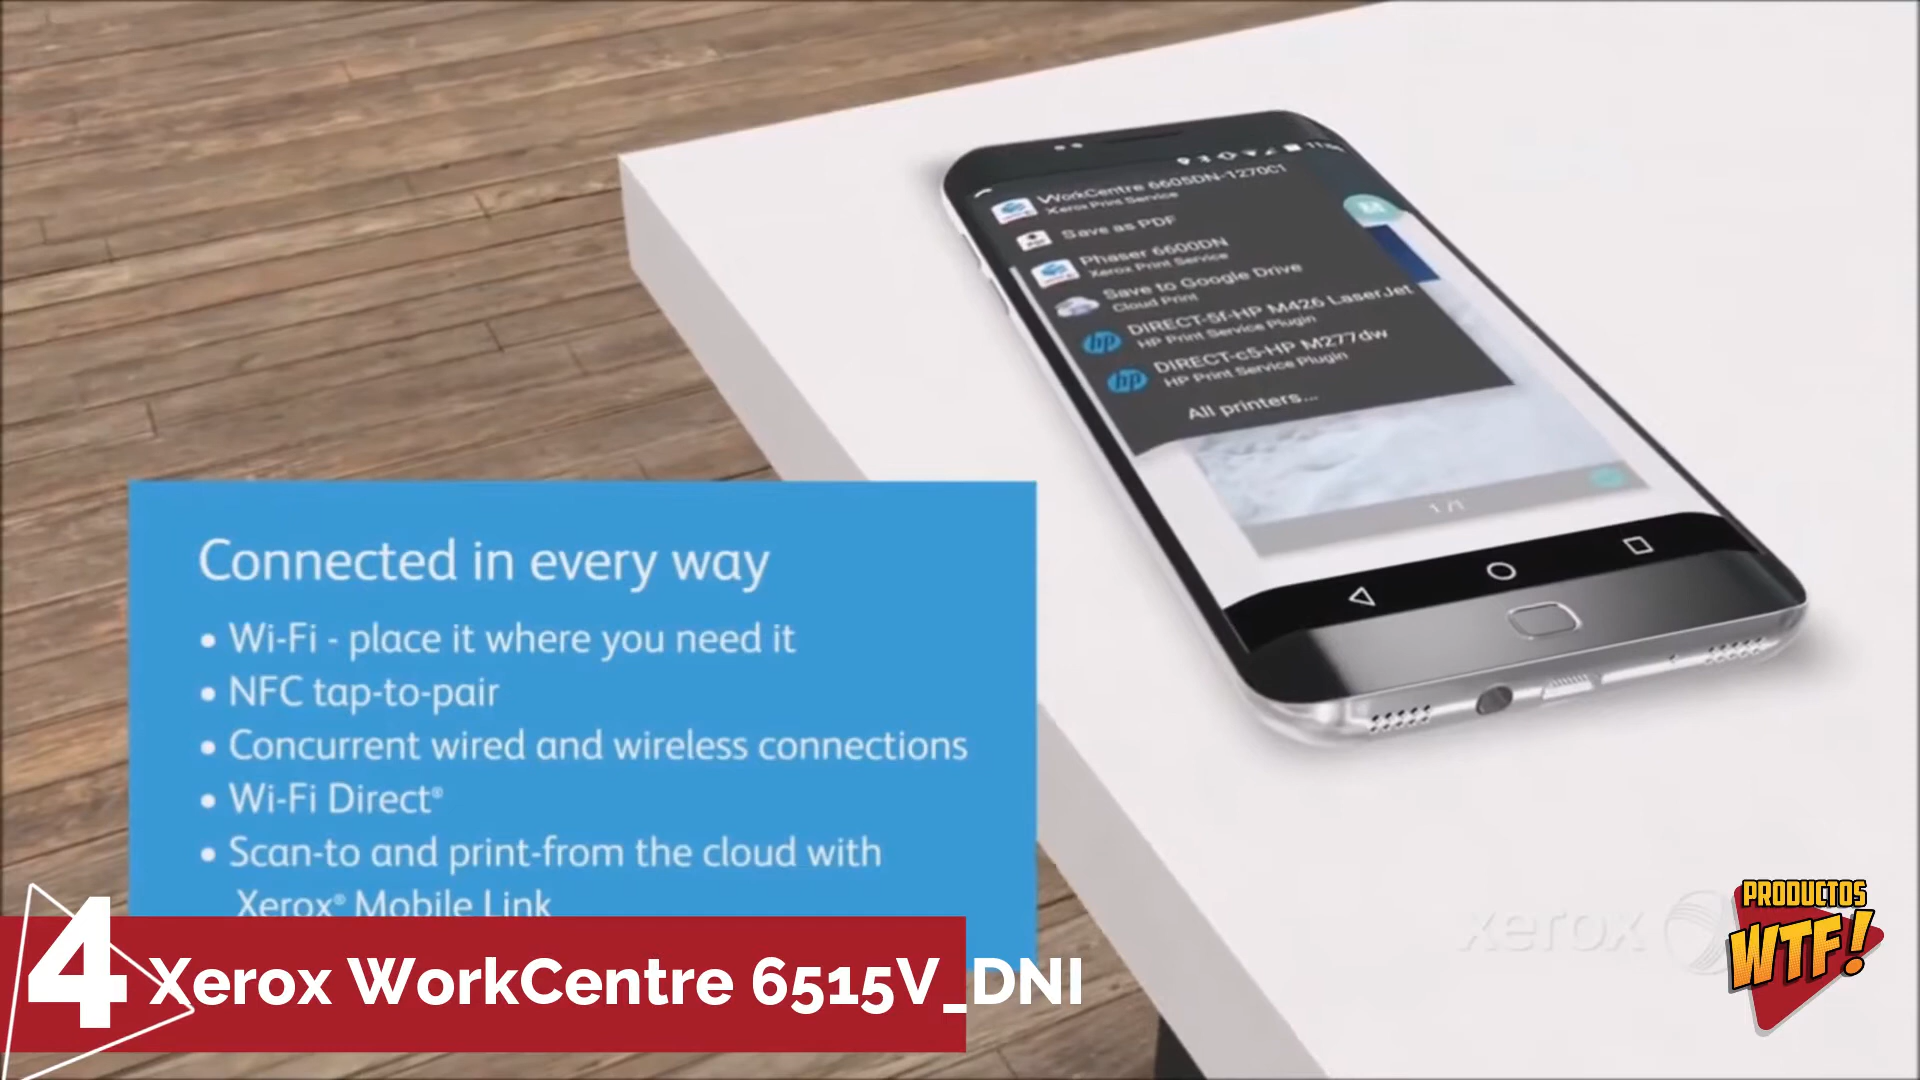 WorkCentre 6605DN-1270C1
Xerox Print Service
Save as PDF
Phaser 6600DN
Xerox Print Service
Save to Google Drive
Cloud Print
DIRECT-5f-HP M426 LaserJet
HP Print Service Plugin
DIRECT-c5-HP M277dw
HP Print Service Plugin
All printers...
1/1
hp
hp
Connected in every way
• Wi-Fi - place it where you need it
• NFC tap-to-pair
• Concurrent wired and wireless connections
• Wi-Fi Direct®
• Scan-to and print-from the cloud with
Xerox® Mobile Link
4 Xerox WorkCentre 6515V_DNI
xerox
PRODUCTOS
WTF!